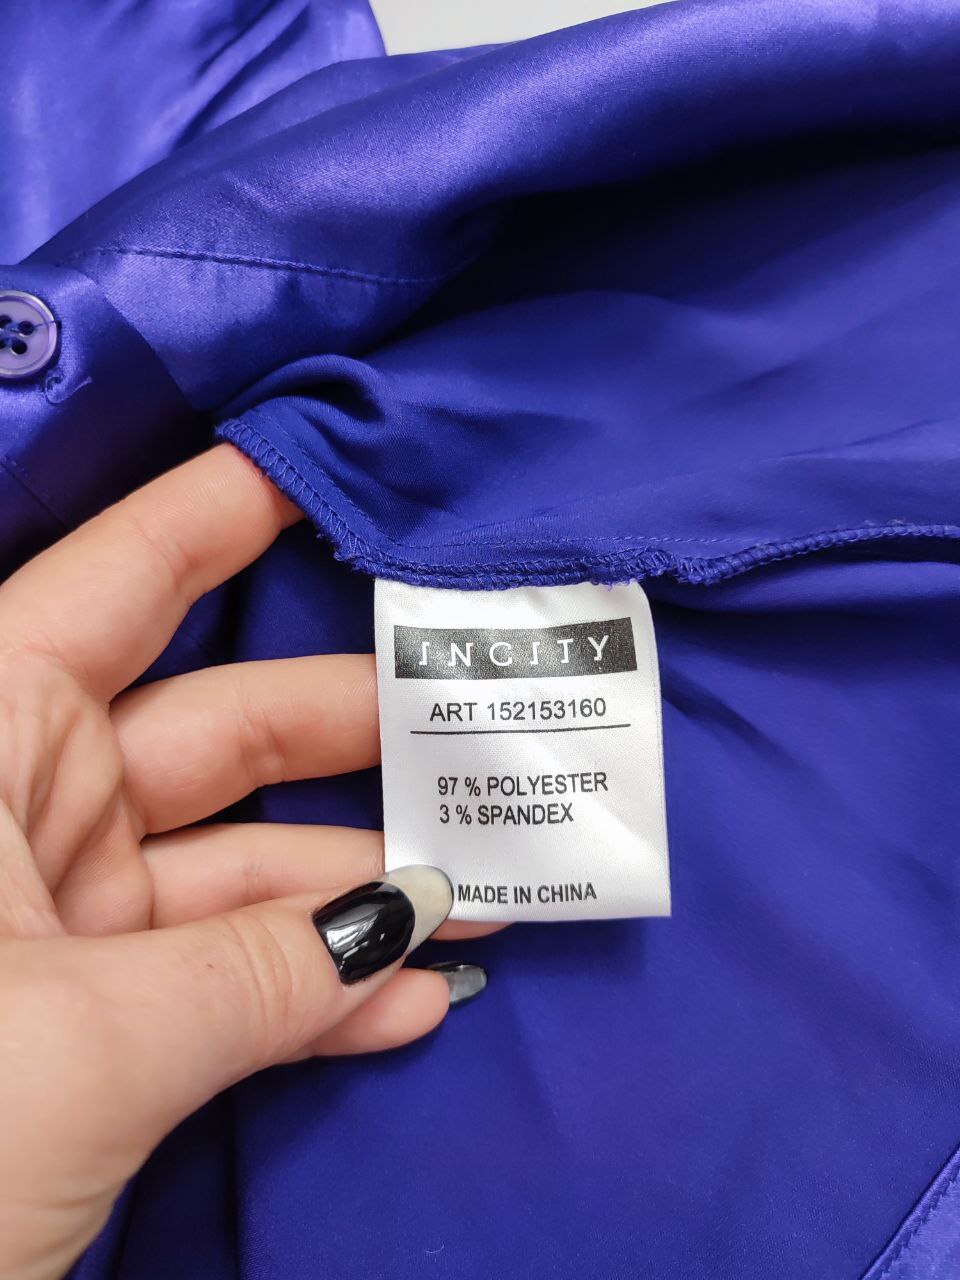 INCITY
ART 152153160
97 % POLYESTER
3 % SPANDEX
MADE IN CHINA